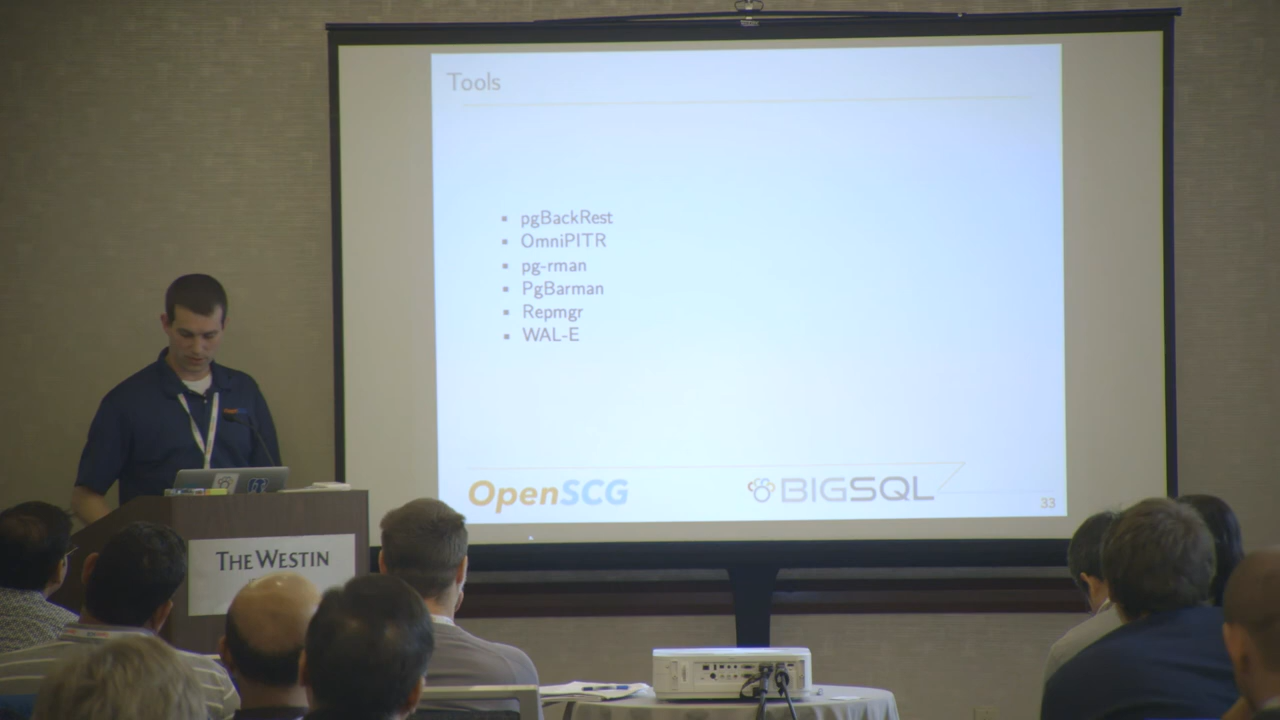 Tools
pgBackRest
OmniPITR
pg-rman
PgBarman
Repmgr
WAL-E
OpenSCG
BIGSQL
33
THE WESTIN